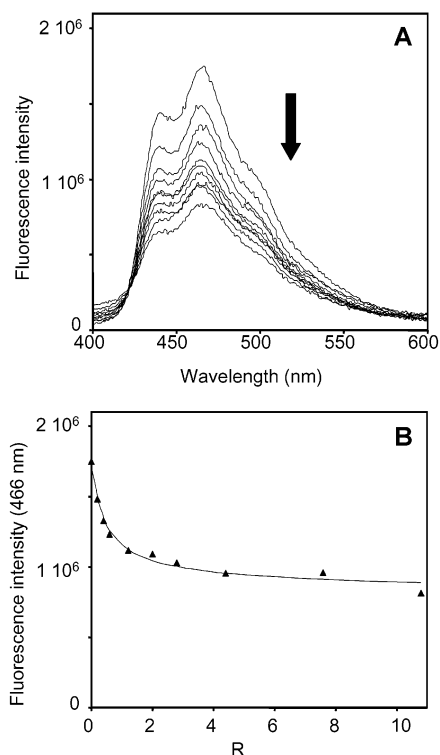 A
2 10⁶
1 10⁶
0
Fluorescence intensity
400 450 500 550 600
Wavelength (nm)
B
2 10⁶
1 10⁶
0
Fluorescence intensity (466 nm)
0 2 4 6 8 10
R